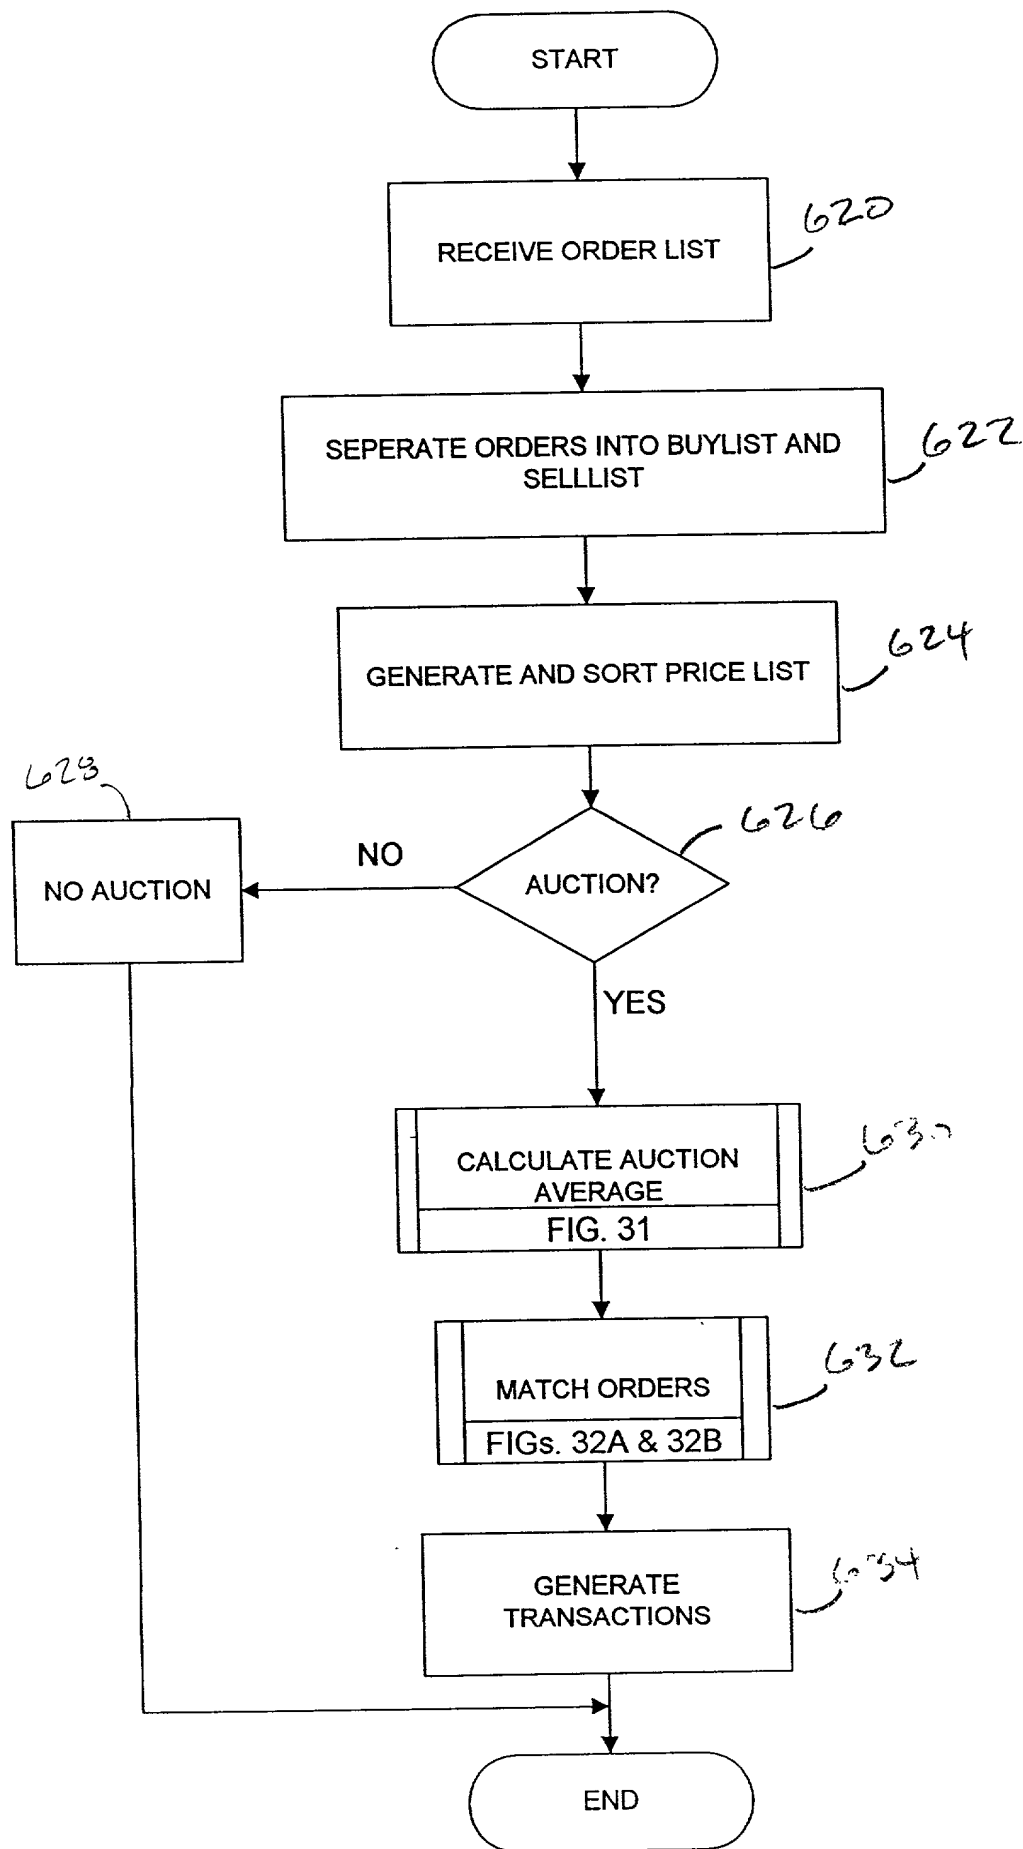 START
RECEIVE ORDER LIST
620
SEPERATE ORDERS INTO BUYLIST AND
SELLLIST
622
GENERATE AND SORT PRICE LIST
624
628
NO AUCTION
NO
AUCTION?
626
YES
CALCULATE AUCTION
AVERAGE
FIG. 31
630
MATCH ORDERS
FIGs. 32A & 32B
632
GENERATE
TRANSACTIONS
634
END